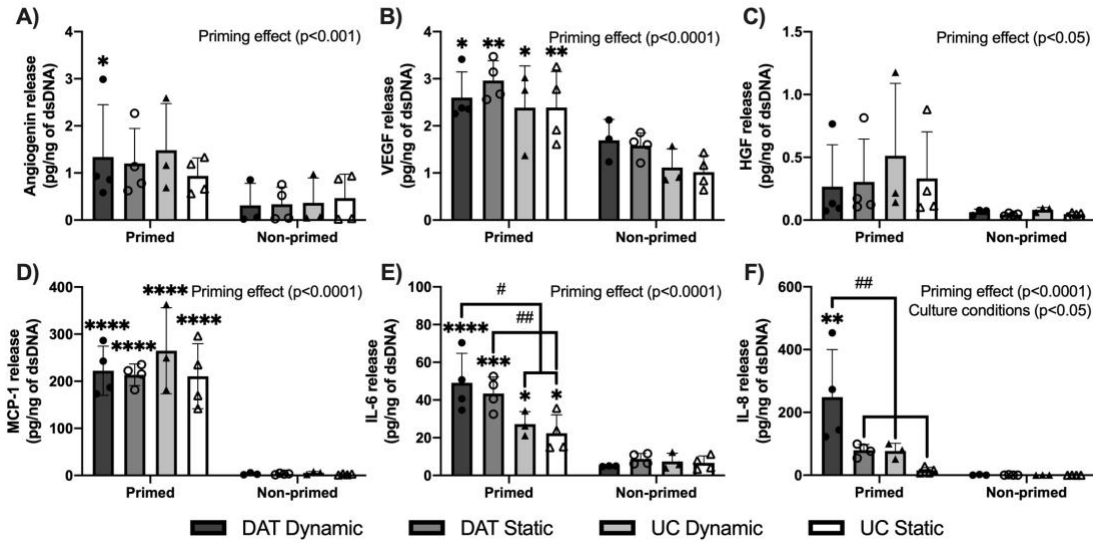 A)
Priming effect (p<0.001)
Angiogenin release
(pg/ng of dsDNA)
4
3
2
1
0
*
Primed
Non-primed
B)
Priming effect (p<0.0001)
VEGF release
(pg/ng of dsDNA)
4
3
2
1
0
* ** * **
Primed
Non-primed
C)
Priming effect (p<0.05)
HGF release
(pg/ng of dsDNA)
1.5
1.0
0.5
0.0
Primed
Non-primed
D)
Priming effect (p<0.0001)
MCP-1 release
(pg/ng of dsDNA)
400
300
200
100
0
**** **** **** ****
Primed
Non-primed
E)
Priming effect (p<0.0001)
IL-6 release
(pg/ng of dsDNA)
100
80
60
40
20
0
#
##
**** *** * *
Primed
Non-primed
F)
Priming effect (p<0.0001)
Culture conditions (p<0.05)
IL-8 release
(pg/ng of dsDNA)
600
400
200
0
##
**
Primed
Non-primed
DAT Dynamic
DAT Static
UC Dynamic
UC Static